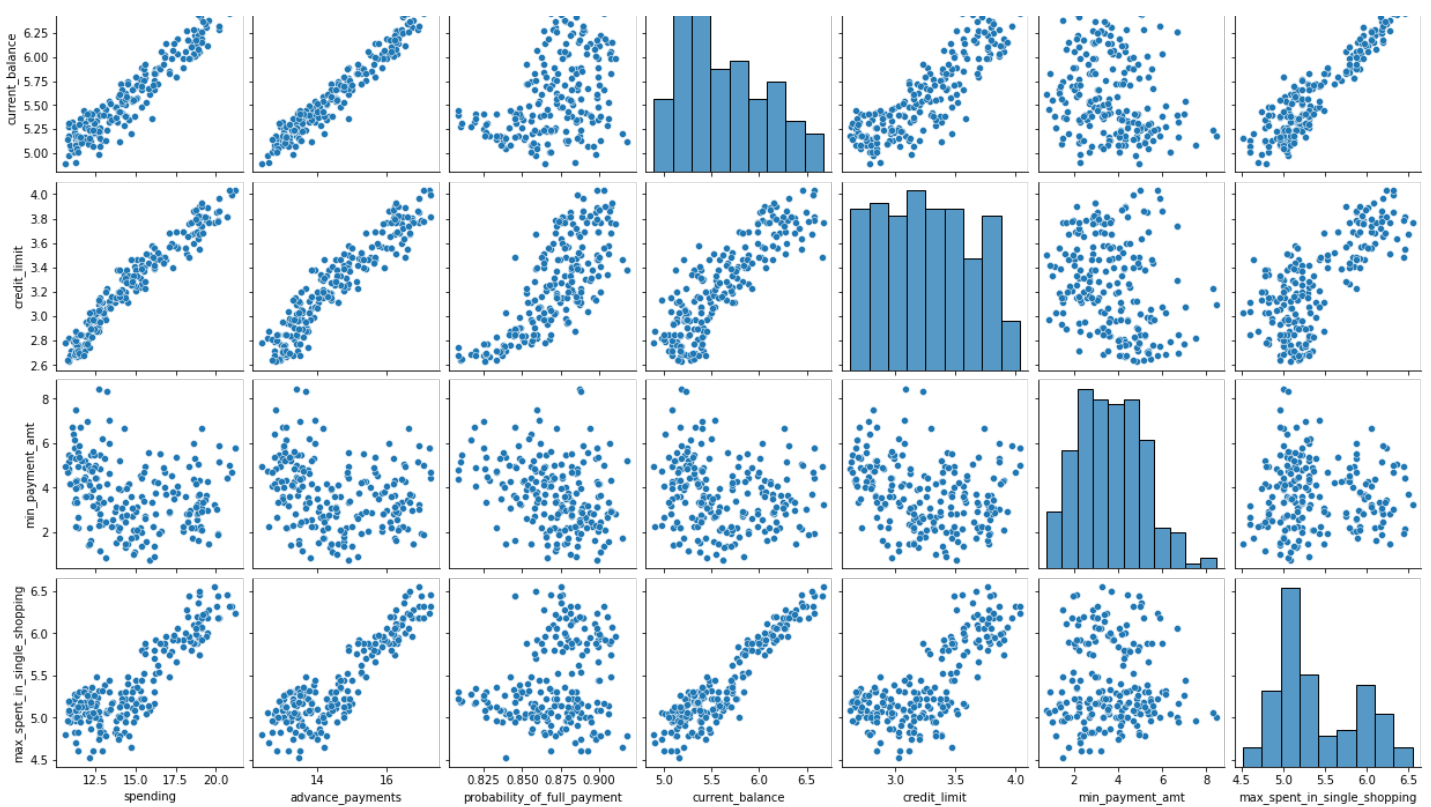 current_balance
6.25
6.00
5.75
5.50
5.25
5.00
credit_limit
4.0
3.8
3.6
3.4
3.2
3.0
2.8
2.6
min_payment_amt
8
6
4
2
max_spent_in_single_shopping
6.5
6.0
5.5
5.0
4.5
12.5 15.0 17.5 20.0
14 16
0.825 0.850 0.875 0.900
5.0 5.5 6.0 6.5
3.0 3.5 4.0
2 4 6 8
4.5 5.0 5.5 6.0 6.5
spending advance_payments probability_of_full_payment current_balance credit_limit min_payment_amt max_spent_in_single_shopping